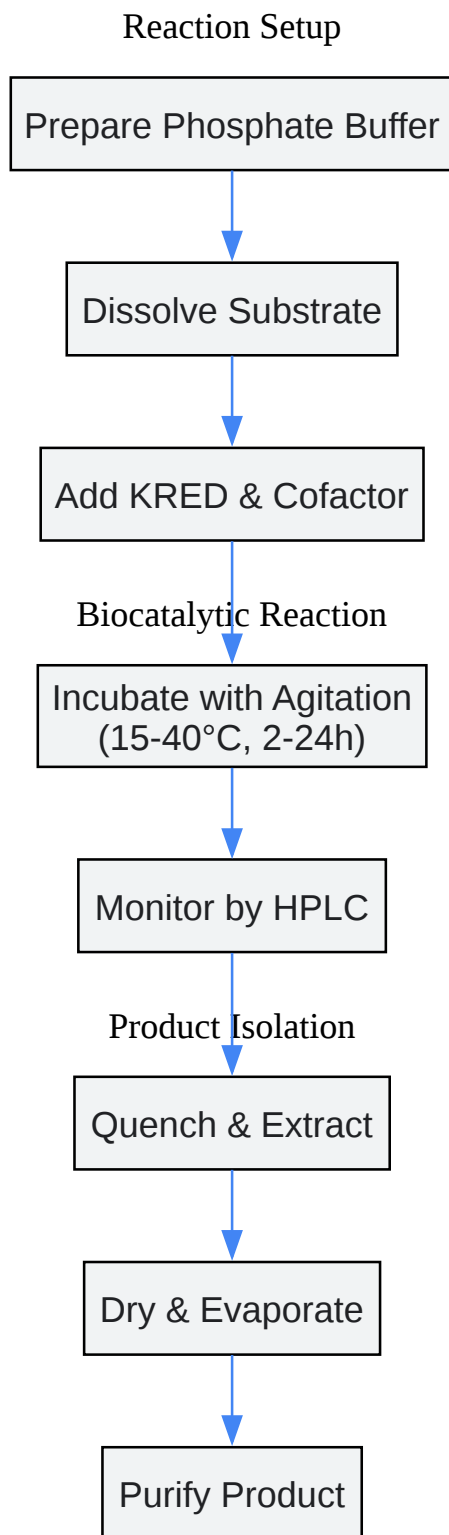 Reaction Setup
Prepare Phosphate Buffer
Dissolve Substrate
Add KRED & Cofactor
Biocatalytic Reaction
Incubate with Agitation
(15-40°C, 2-24h)
Monitor by HPLC
Product Isolation
Quench & Extract
Dry & Evaporate
Purify Product